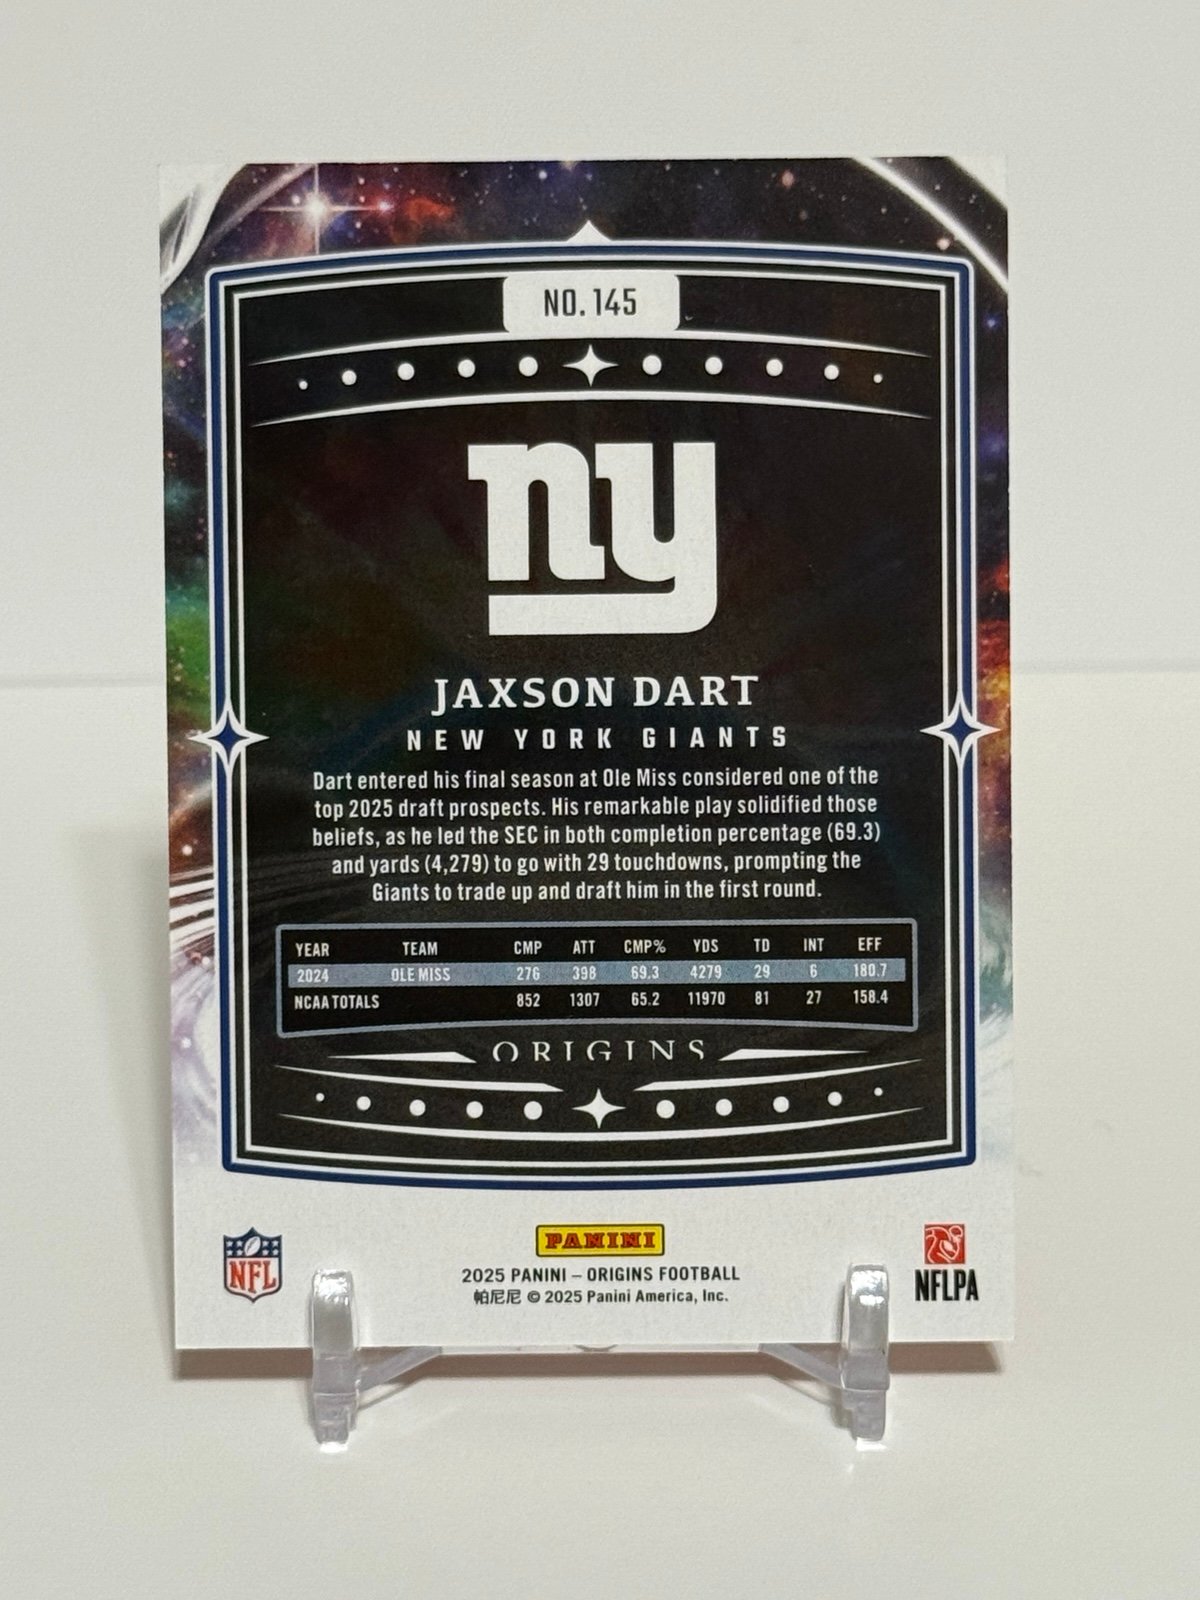 NO. 145
ny
JAXSON DART
NEW YORK GIANTS
Dart entered his final season at Ole Miss considered one of the
top 2025 draft prospects. His remarkable play solidified those
beliefs, as he led the SEC in both completion percentage (69.3)
and yards (4,279) to go with 29 touchdowns, prompting the
Giants to trade up and draft him in the first round.
YEAR TEAM CMP ATT CMP% YDS TD INT EFF
2024 OLE MISS 276 398 69.3 4279 29 6 180.7
NCAA TOTALS 852 1307 65.2 11970 81 27 158.4
ORIGINS
NFL
PANINI
NFLPA
2025 PANINI – ORIGINS FOOTBALL
帕尼尼 © 2025 Panini America, Inc.